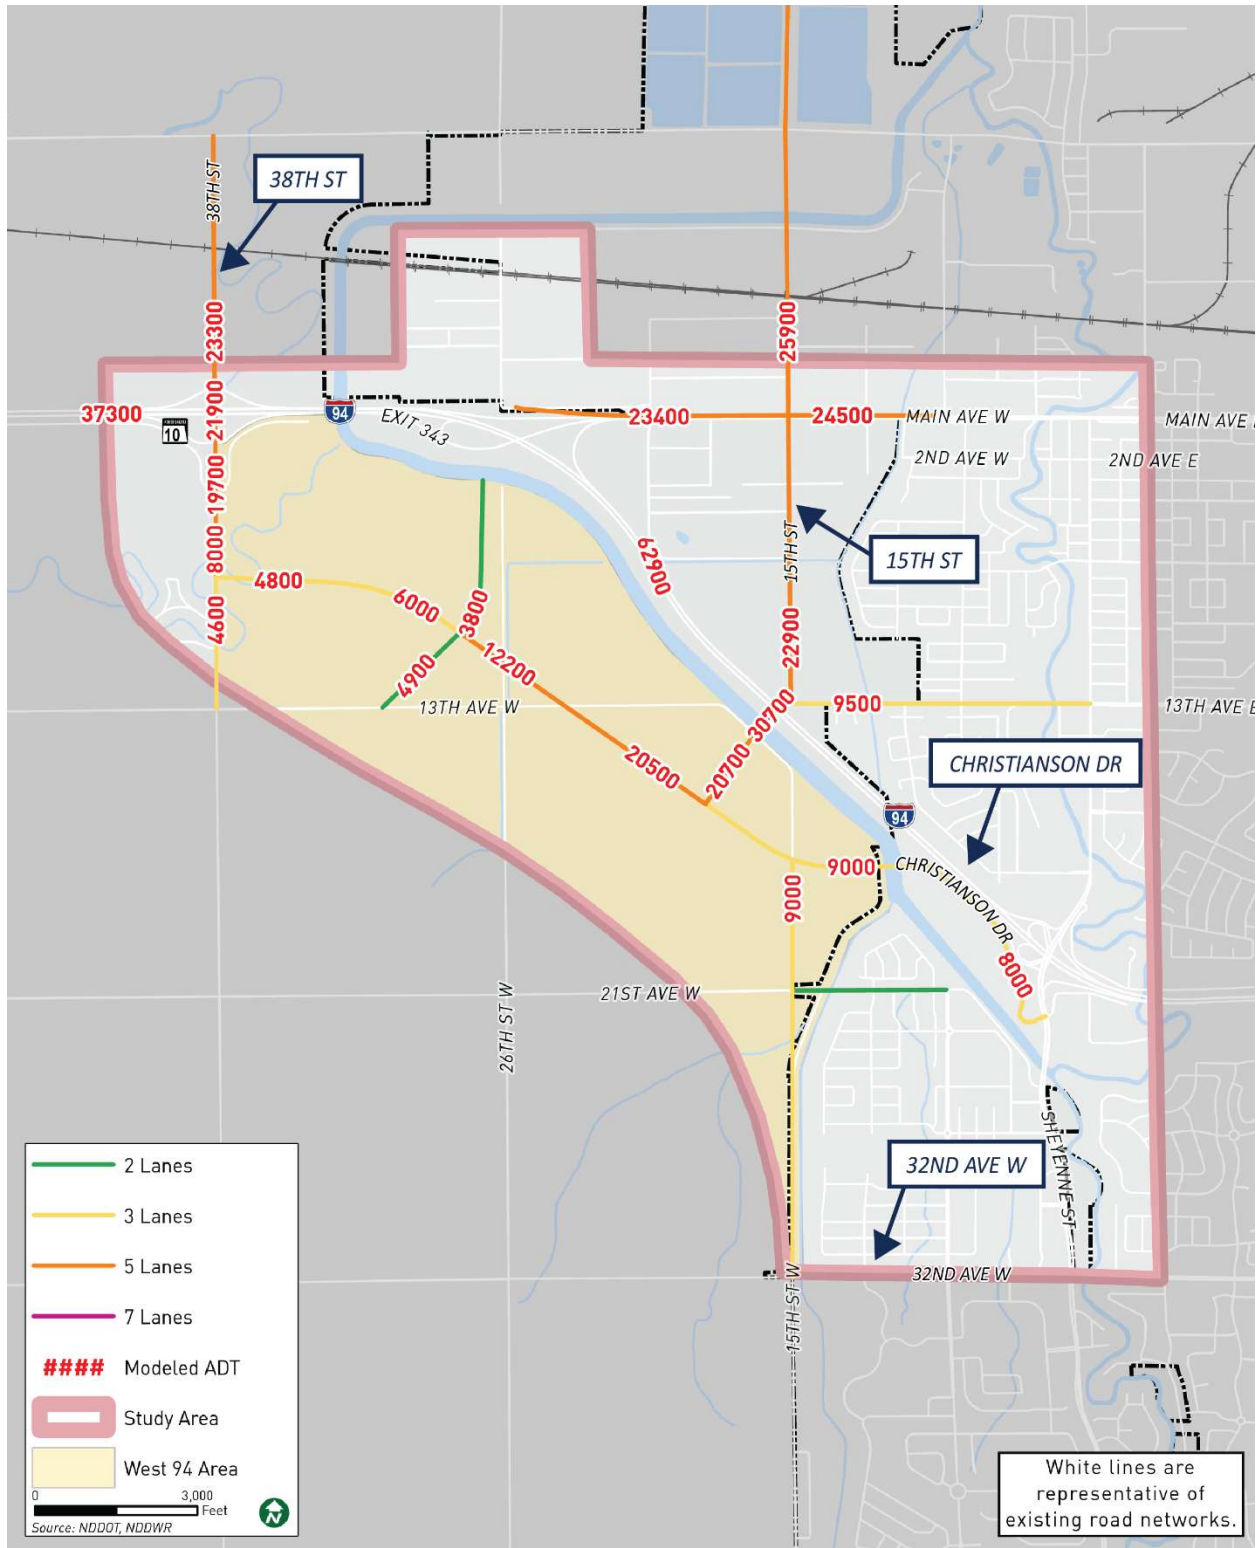 38TH ST
38TH ST
23300
25900
37300
21900
94
EXIT 343
23400
24500
MAIN AVE W
MAIN AVE E
10
2ND AVE W
2ND AVE E
19700
15TH ST
15TH ST
62900
8000
4800
6000
3800
4600
4900
12200
22900
13TH AVE W
30700
9500
13TH AVE E
20500
20700
CHRISTIANSON DR
94
9000
CHRISTIANSON DR
9000
8000
21ST AVE W
26TH ST W
SHEYENNE ST
32ND AVE W
32ND AVE W
15TH ST W
2 Lanes
3 Lanes
5 Lanes
7 Lanes
#### Modeled ADT
Study Area
West 94 Area
0 3,000
Feet
N
Source: NDDOT, NDDWR
White lines are
representative of
existing road networks.